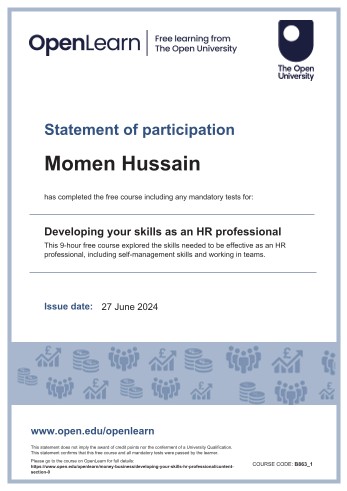 OpenLearn
Free learning from
The Open University
The Open
University
Statement of participation
Momen Hussain
has completed the free course including any mandatory tests for:
Developing your skills as an HR professional
This 9-hour free course explored the skills needed to be effective as an HR
professional, including self-management skills and working in teams.
Issue date: 27 June 2024
www.open.edu/openlearn
This statement does not imply the award of credit points nor the conferment of a University Qualification.
This statement confirms that this free course and all mandatory tests were passed by the learner.
Please go to the course on OpenLearn for full details:
https://www.open.edu/openlearn/money-business/developing-your-skills-hr-professional/content-
section-0
COURSE CODE: B863_1